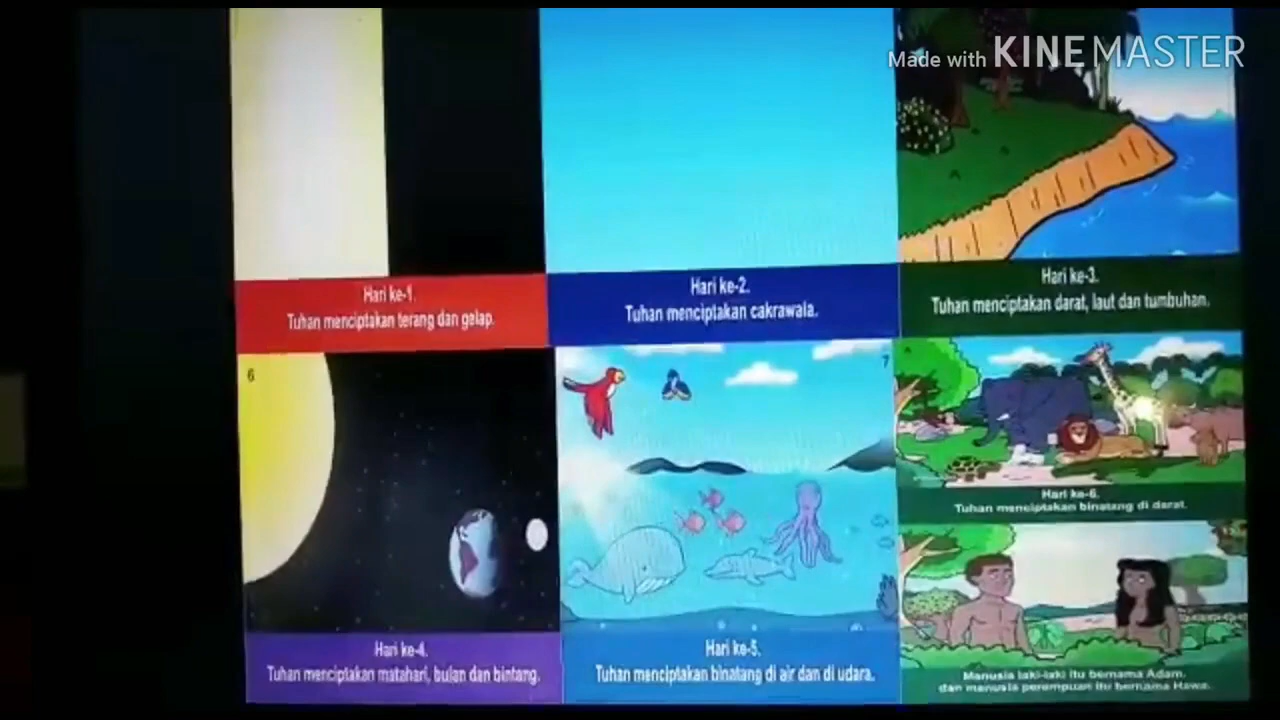 Made with KINEMASTER
Hari ke-1.
Tuhan menciptakan terang dan gelap.
Hari ke-2.
Tuhan menciptakan cakrawala.
Hari ke-3.
Tuhan menciptakan darat, laut dan tumbuhan.
6
Hari ke-4.
Tuhan menciptakan matahari, bulan dan bintang.
7
Hari ke-5.
Tuhan menciptakan binatang di air dan di udara.
Hari ke-6.
Tuhan menciptakan binatang di darat.
Manusia laki-laki itu bernama Adam.
dan manusia perempuan itu bernama Hawa.